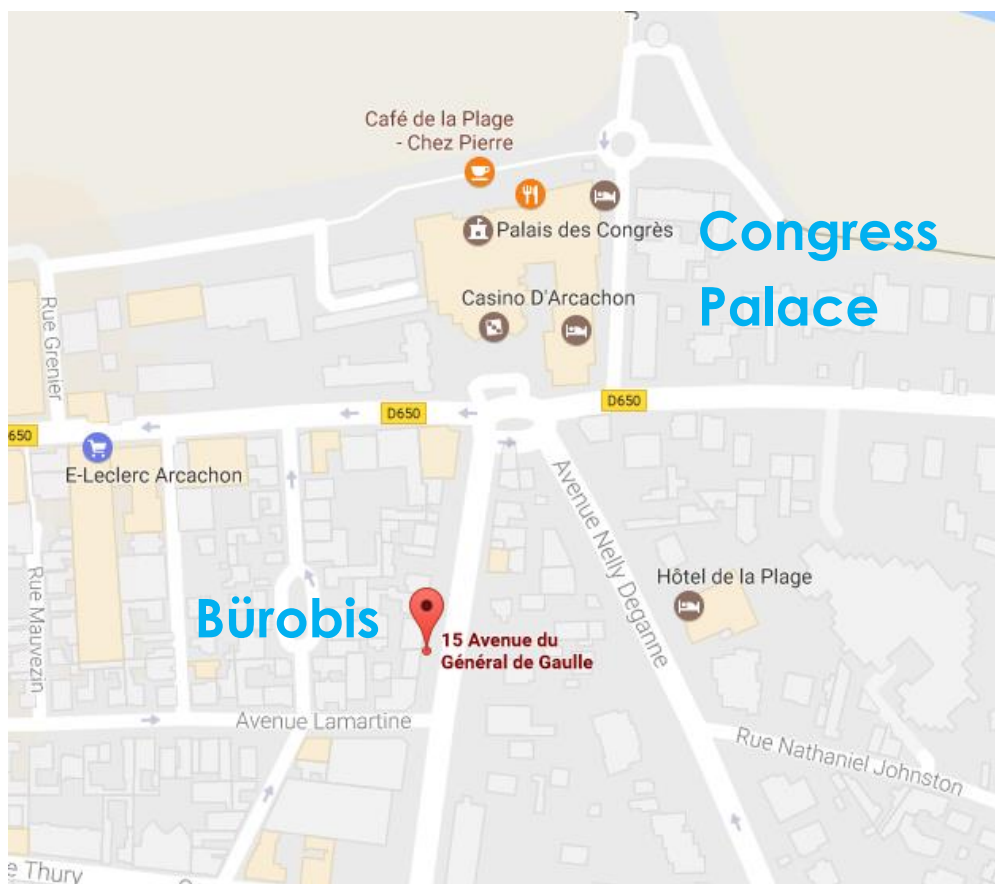 Café de la Plage
- Chez Pierre
Palais des Congrès
Congress
Palace
Casino D'Arcachon
Rue Grenier
D650
D650
650
E-Leclerc Arcachon
Avenue Nelly Deganne
Hôtel de la Plage
Rue Mauvezin
Bürobis
15 Avenue du
Général de Gaulle
Avenue Lamartine
Rue Nathaniel Johnston
e Thury